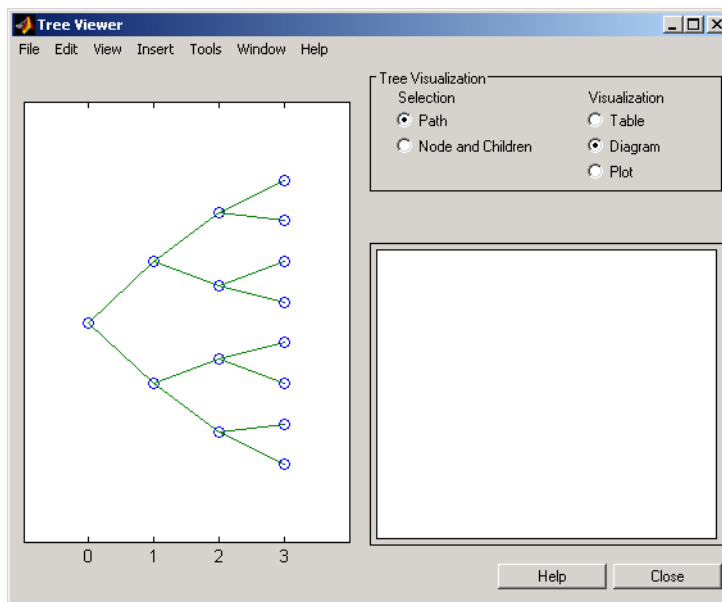 Tree Viewer
File Edit View Insert Tools Window Help
Tree Visualization
Selection
Visualization
Path
Table
Node and Children
Diagram
Plot
0 1 2 3
Help
Close